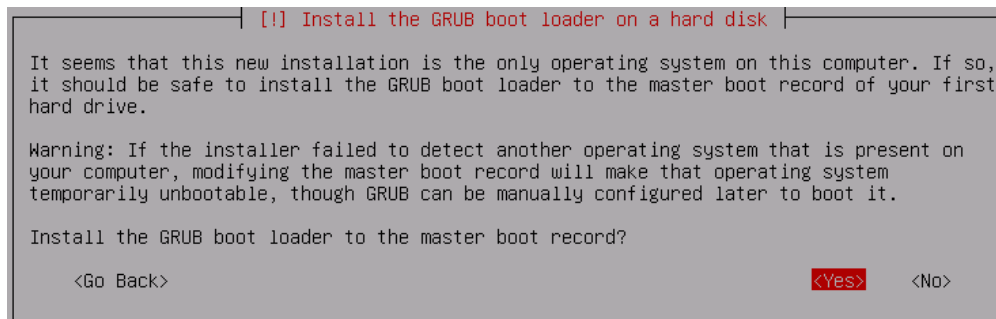 [!] Install the GRUB boot loader on a hard disk
It seems that this new installation is the only operating system on this computer. If so,
it should be safe to install the GRUB boot loader to the master boot record of your first
hard drive.
Warning: If the installer failed to detect another operating system that is present on
your computer, modifying the master boot record will make that operating system
temporarily unbootable, though GRUB can be manually configured later to boot it.
Install the GRUB boot loader to the master boot record?
<Go Back> <Yes> <No>